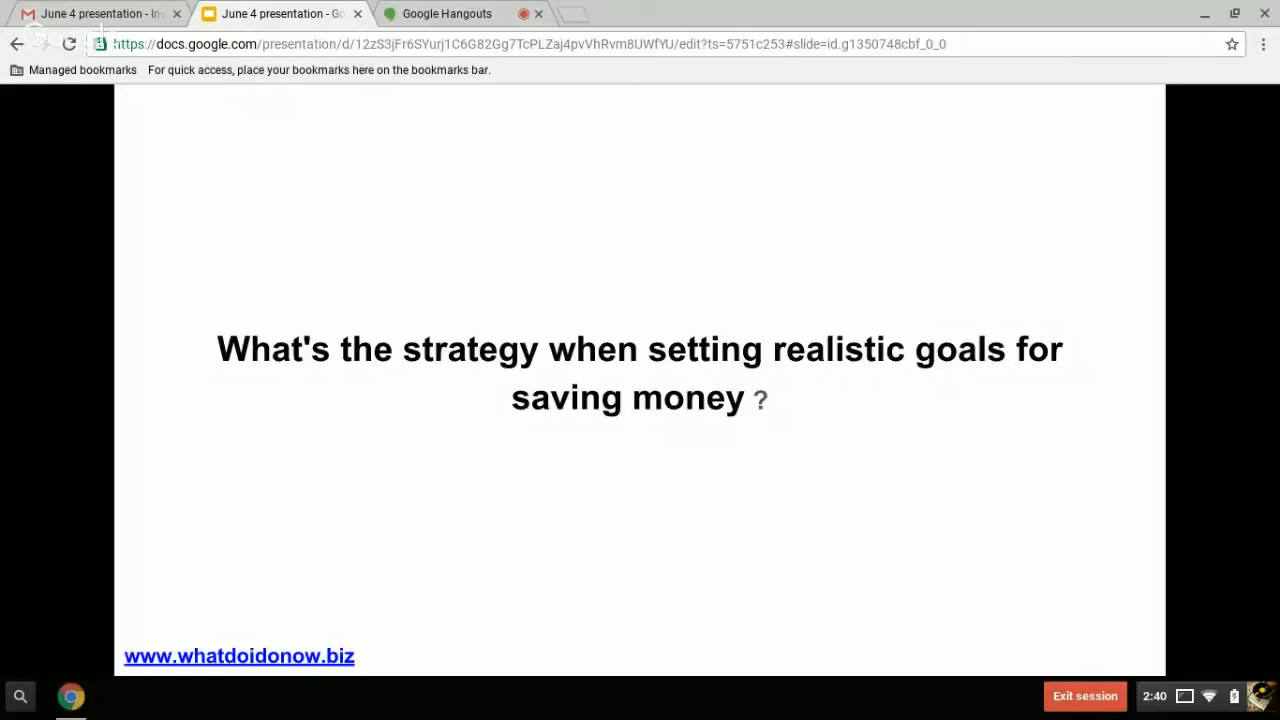 June 4 presentation - Inv
June 4 presentation - Go
Google Hangouts
https://docs.google.com/presentation/d/12zS3jFr6SYurj1C6G82Gg7TcPLZaj4pvVhRvm8UWfYU/edit?ts=5751c253#slide=id.g1350748cbf_0_0
Managed bookmarks For quick access, place your bookmarks here on the bookmarks bar.
What's the strategy when setting realistic goals for
saving money ?
www.whatdoidonow.biz
Exit session 2:40